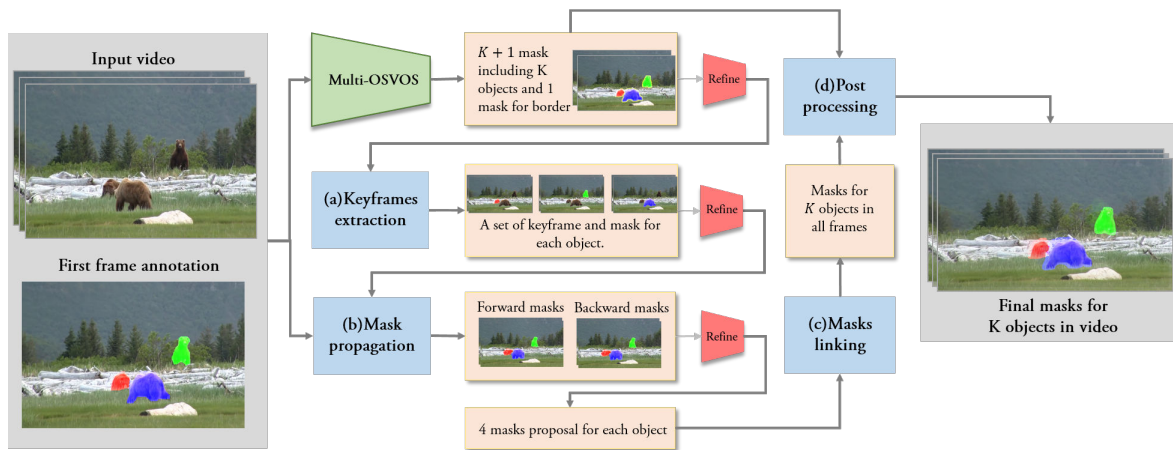 Input video
First frame annotation
Multi-OSVOS
K + 1 mask
including K
objects and 1
mask for border
Refine
(a)Keyframes
extraction
A set of keyframe and mask for
each object.
Refine
(b)Mask
propagation
Forward masks
Backward masks
Refine
4 masks proposal for each object
(c)Masks
linking
Masks for
K objects in
all frames
(d)Post
processing
Final masks for
K objects in video